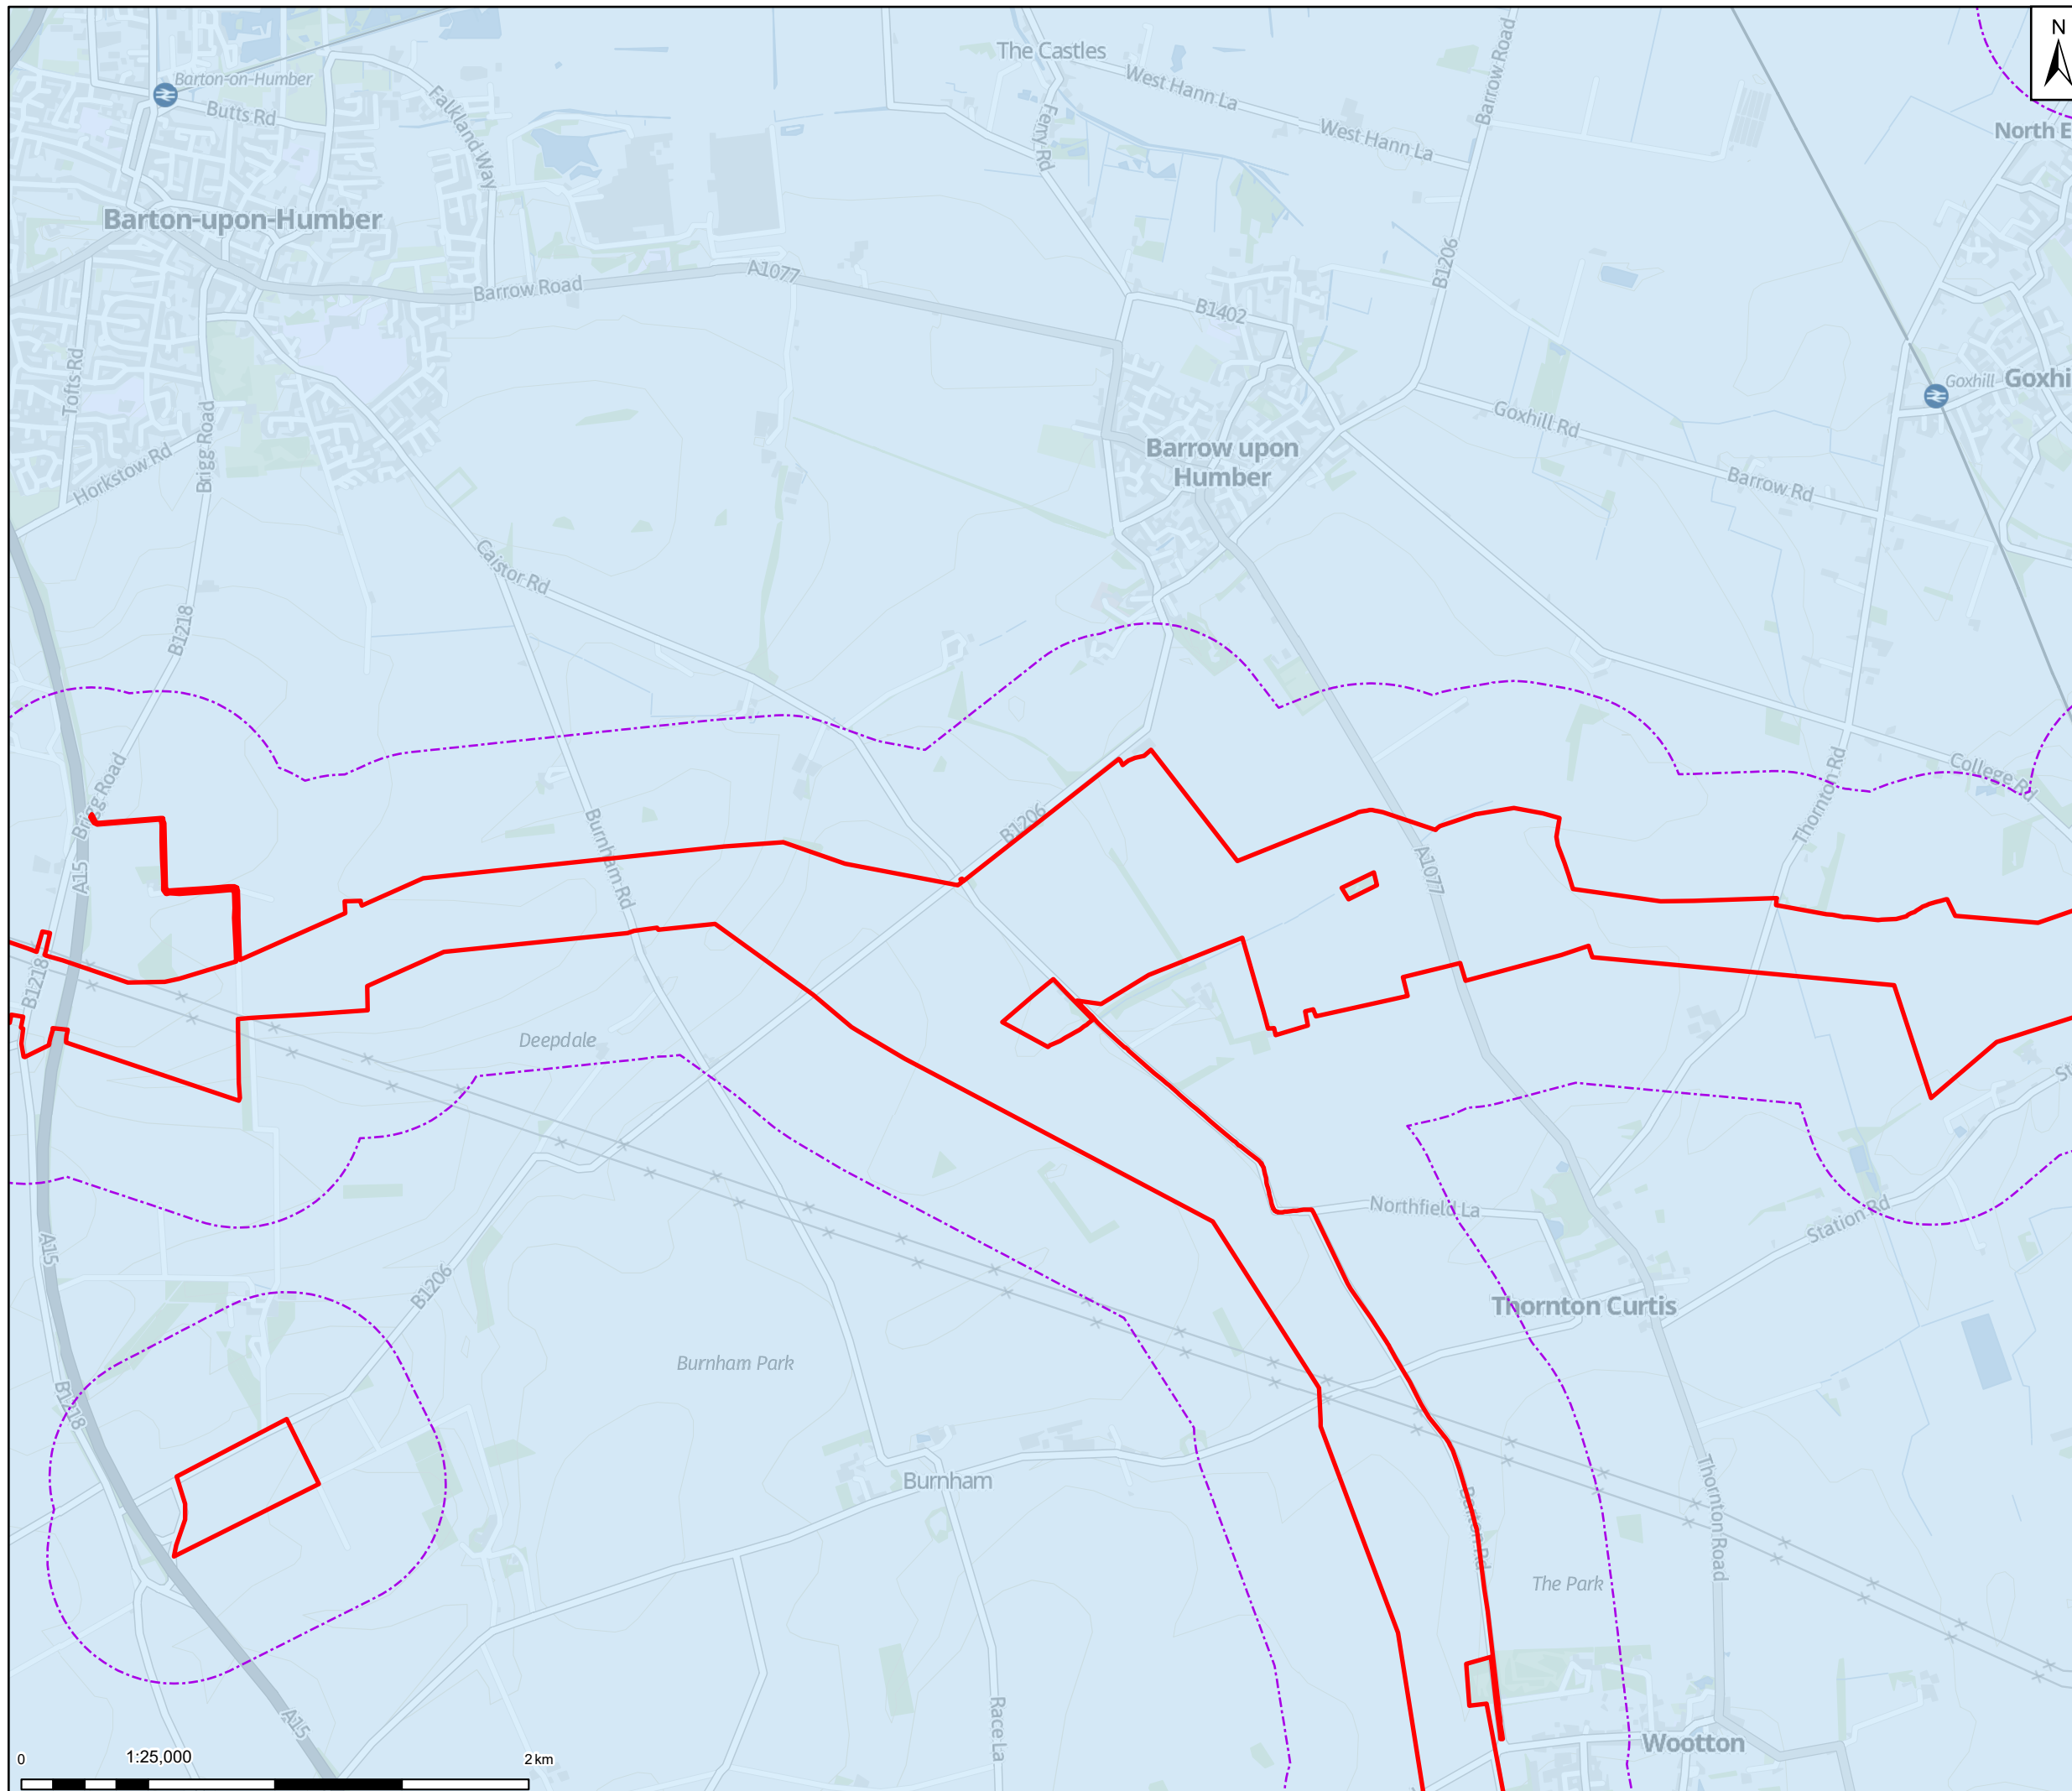 The Castles
N
Barton-on-Humber
West Hann La
Barrow Road
Butts Rd
Falkland Way
Ferry Rd
West Hann La
North E
Barton-upon-Humber
B1206
A1077
Barrow Road
B1402
Tofts Rd
Goxhill
Goxhi
Brigg Road
Goxhill Rd
Barrow upon
Humber
Horkstow Rd
Barrow Rd
Caistor Rd
B1218
College Rd
Thornton Rd
Brigg Road
B1206
Burnham Rd
A15
A1077
B1218
Deepdale
St
Northfield La
Station Rd
A15
B1206
Thornton Curtis
Burnham Park
B1218
Burnham
Barton Rd
Thornton Road
The Park
A15
Race La
Wootton
0
1:25,000
2 km